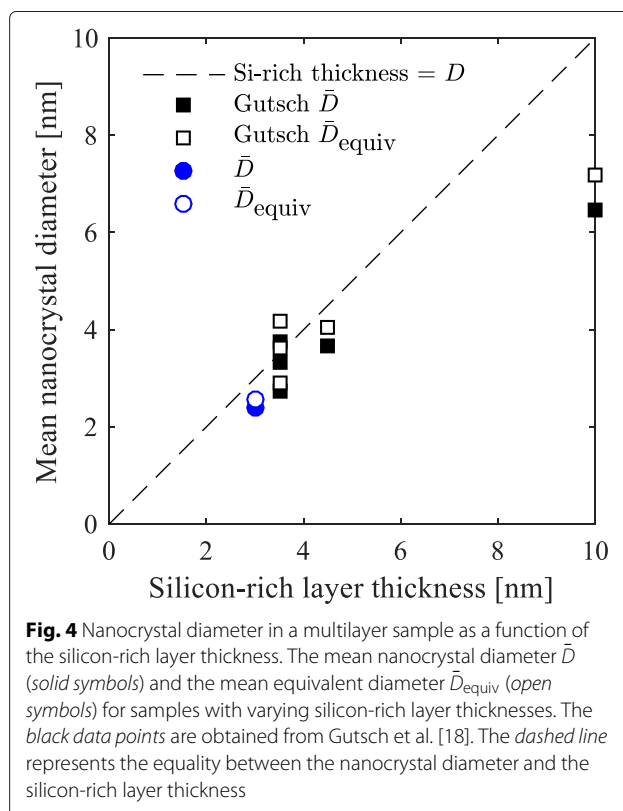 Mean nanocrystal diameter [nm]
10
8
6
4
2
0
Si-rich thickness = D
Gutsch D̄
Gutsch D̄equiv
D̄
D̄equiv
0 2 4 6 8 10
Silicon-rich layer thickness [nm]
Fig. 4 Nanocrystal diameter in a multilayer sample as a function of
the silicon-rich layer thickness. The mean nanocrystal diameter D̄
(solid symbols) and the mean equivalent diameter D̄equiv (open
symbols) for samples with varying silicon-rich layer thicknesses. The
black data points are obtained from Gutsch et al. [18]. The dashed line
represents the equality between the nanocrystal diameter and the
silicon-rich layer thickness